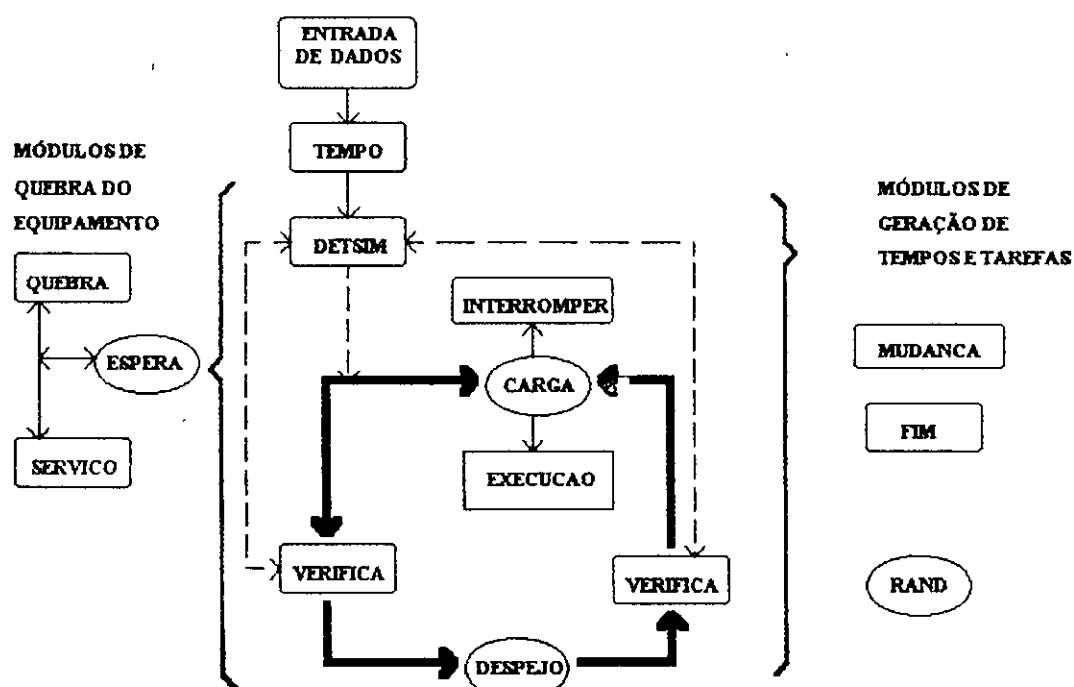 ENTRADA
DE DADOS
TEMPO
MÓDULOS DE
QUEBRA DO
EQUIPAMENTO
QUEBRA
ESPERA
SERVICO
DETSIM
INTERROMPER
CARGA
EXECUCAO
VERIFICA
VERIFICA
DESPEJO
MÓDULOS DE
GERAÇÃO DE
TEMPOS E TAREFAS
MUDANCA
FIM
RAND